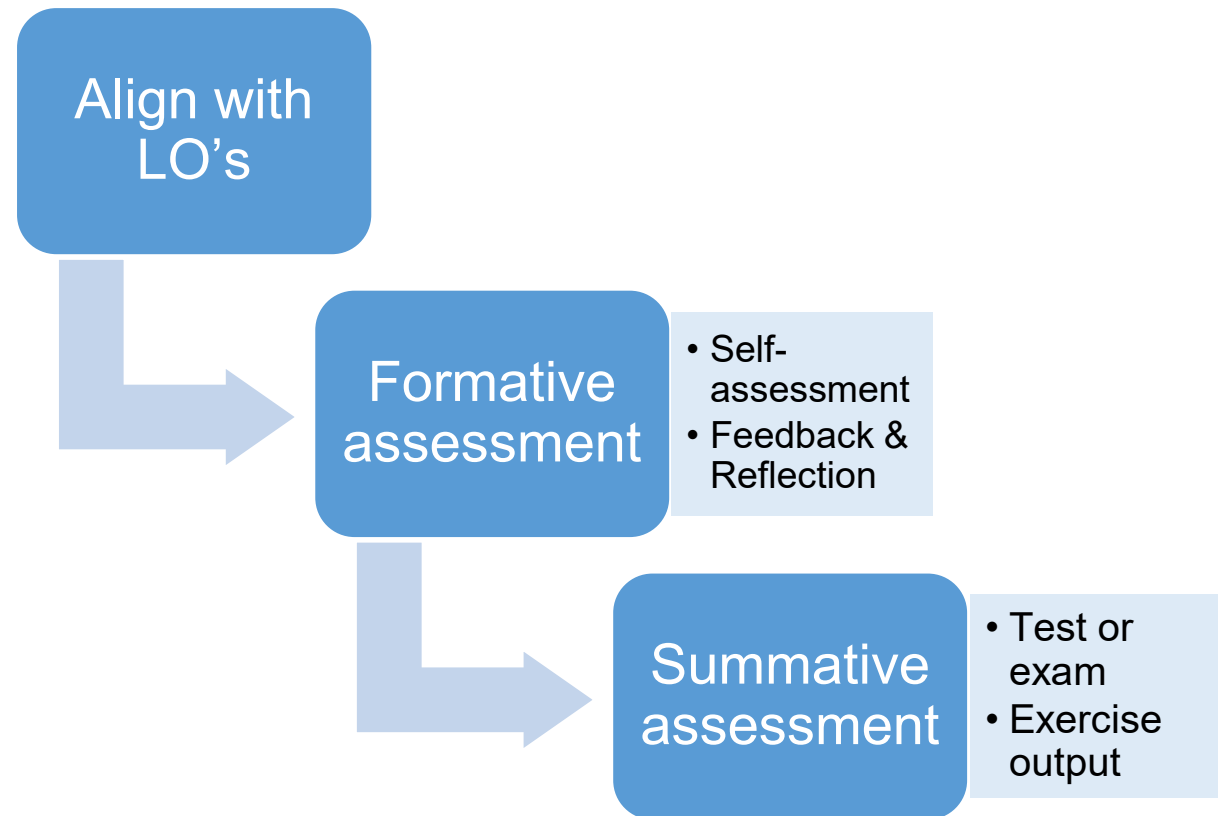 Align with
LO’s
Formative
assessment
• Self-
assessment
• Feedback &
Reflection
Summative
assessment
• Test or
exam
• Exercise
output